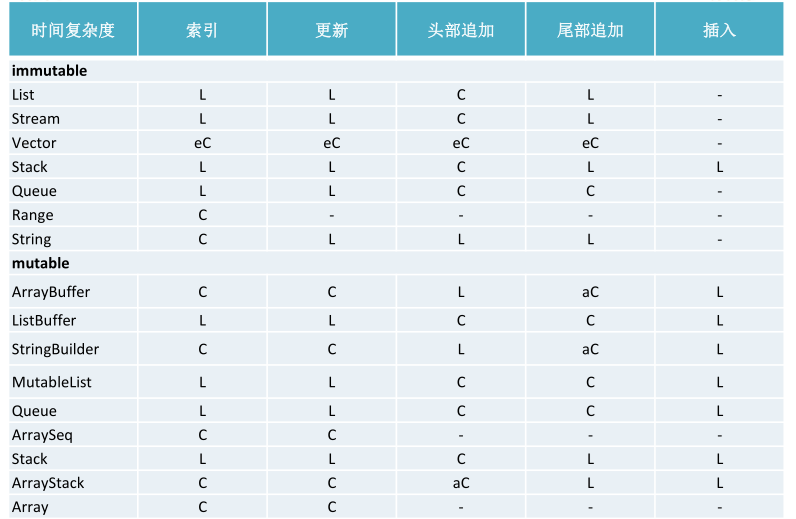 时间复杂度 索引 更新 头部追加 尾部追加 插入
immutable
List L L C L -
Stream L L C L -
Vector eC eC eC eC -
Stack L L C L L
Queue L L C C -
Range C - - - -
String C L L L -
mutable
ArrayBuffer C C L aC L
ListBuffer L L C C L
StringBuilder C C L aC L
MutableList L L C C L
Queue L L C C L
ArraySeq C C - - -
Stack L L C L L
ArrayStack C C aC L L
Array C C - - -